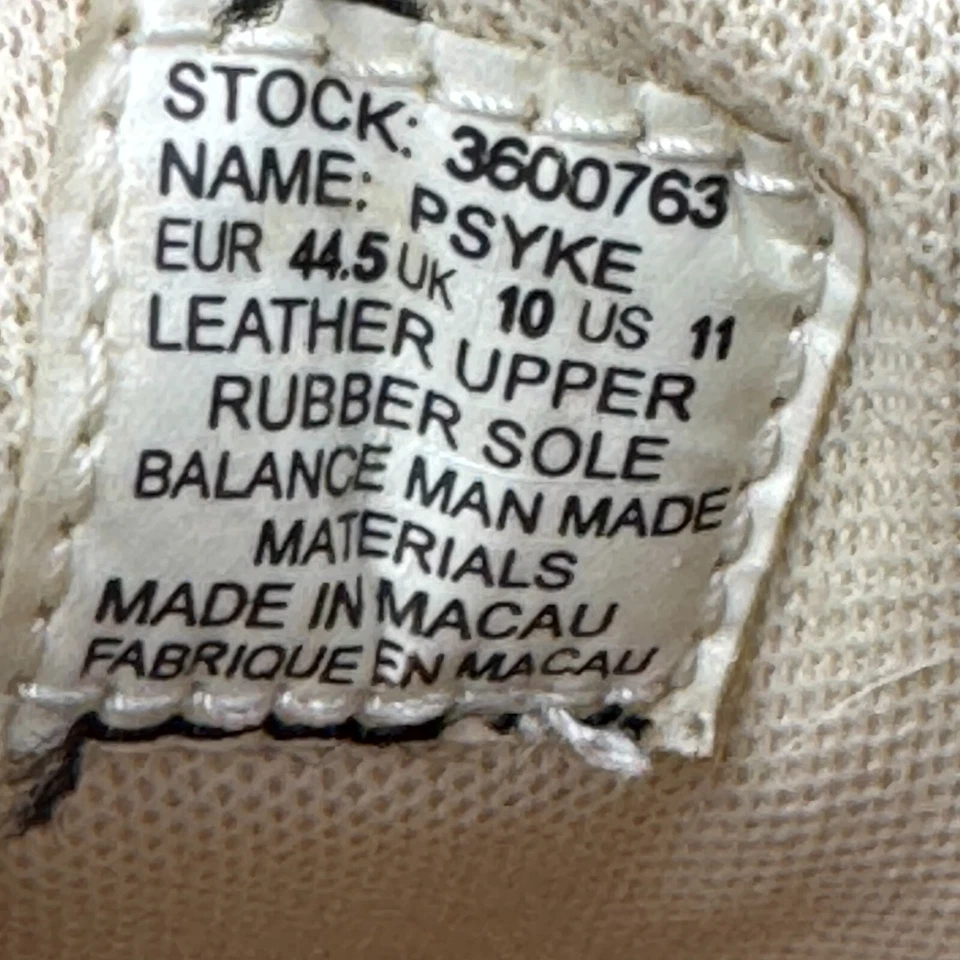 STOCK: 3600763
NAME: PSYKE
EUR 44.5 UK 10 US 11
LEATHER UPPER
RUBBER SOLE
BALANCE MAN MADE
MATERIALS
MADE IN MACAU
FABRIQUE EN MACAU